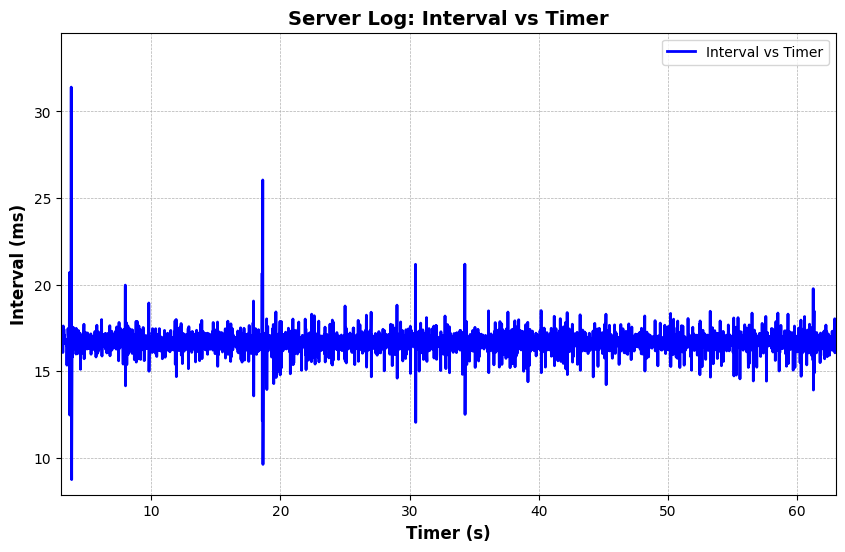 Server Log: Interval vs Timer
Interval vs Timer
30
25
20
15
10
Interval (ms)
10 20 30 40 50 60
Timer (s)